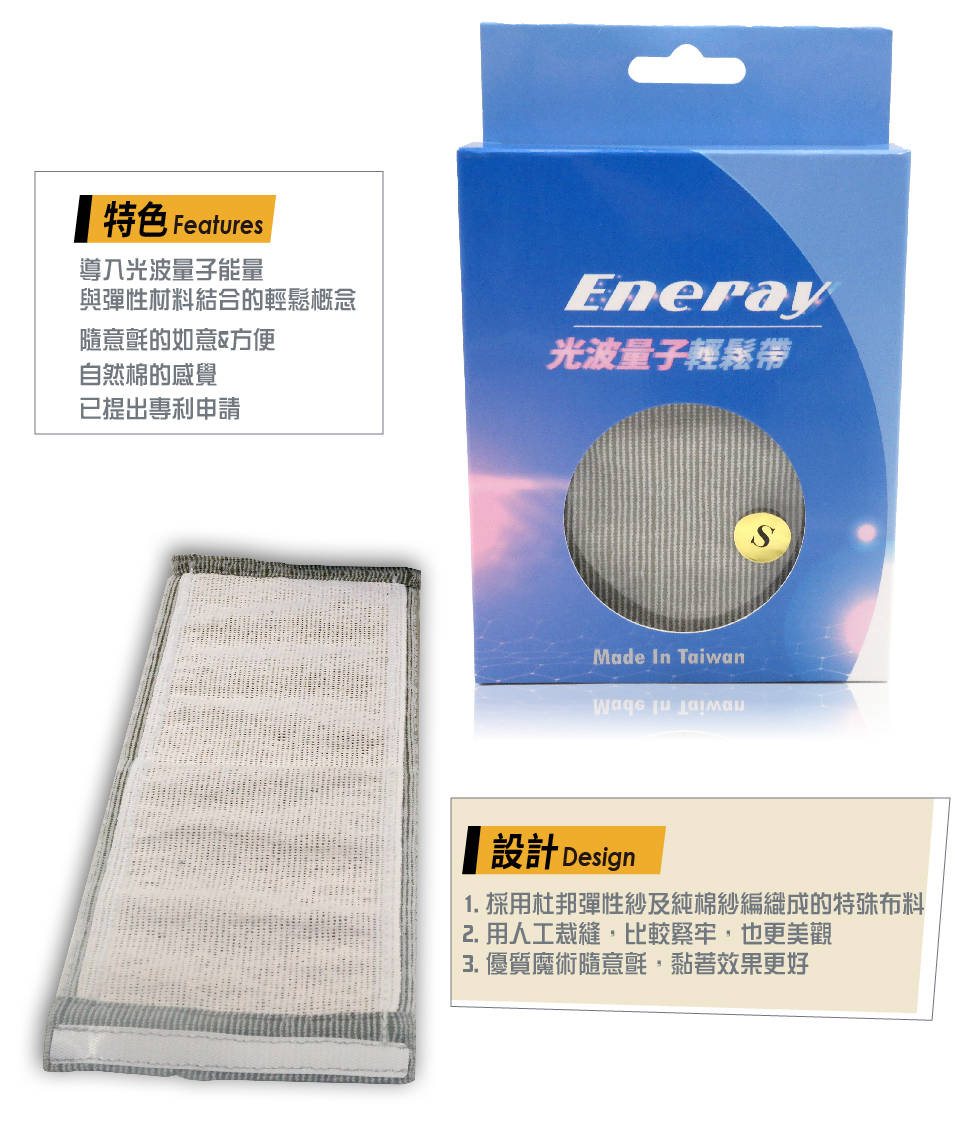 特色 Features
導入光波量子能量
與彈性材料結合的輕鬆概念
隨意氈的如意&方便
自然棉的感覺
已提出專利申請
Eneray
光波量子輕鬆帶
S
Made In Taiwan
設計 Design
1. 採用杜邦彈性紗及純棉紗編織成的特殊布料
2. 用人工裁縫，比較緊牢，也更美觀
3. 優質魔術隨意氈，黏著效果更好